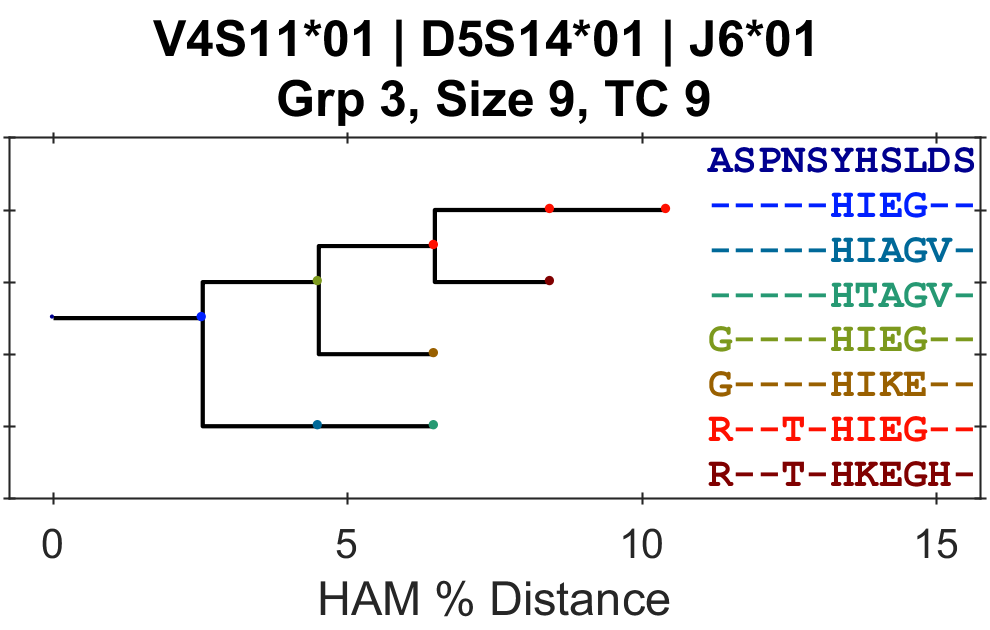 V4S11*01 | D5S14*01 | J6*01
Grp 3, Size 9, TC 9
ASPNSYHSLDS
-----HIEG--
-----HIAGV-
-----HTAGV-
G----HIEG--
G----HIKE--
R--T-HIEG--
R--T-HKEGH-
0 5 10 15
HAM % Distance